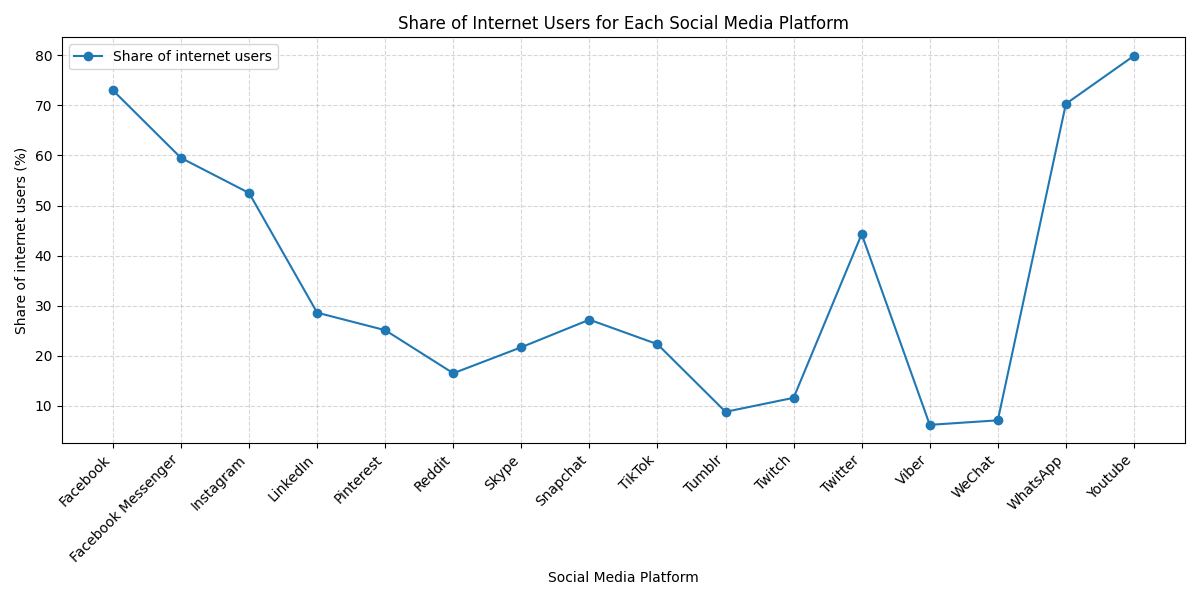 Share of Internet Users for Each Social Media Platform
Share of internet users
Share of internet users (%)
80
70
60
50
40
30
20
10
Facebook
Facebook Messenger
Instagram
LinkedIn
Pinterest
Reddit
Skype
Snapchat
TikTok
Tumblr
Twitch
Twitter
Viber
WeChat
WhatsApp
Youtube
Social Media Platform